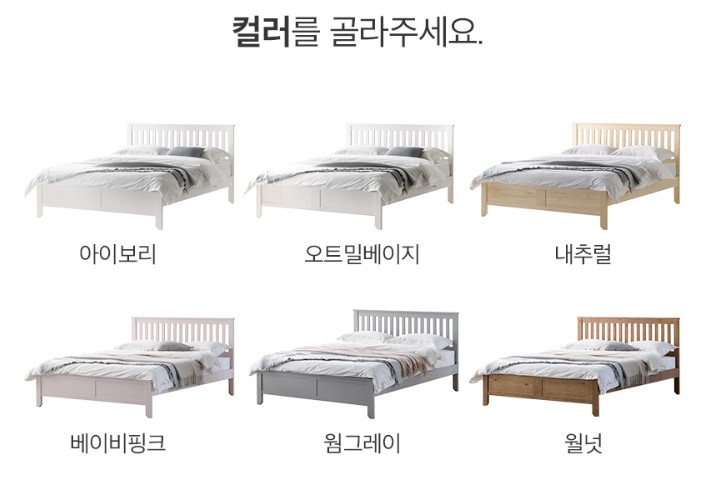 컬러를 골라주세요.
아이보리
오트밀베이지
내추럴
베이비핑크
웜그레이
월넛